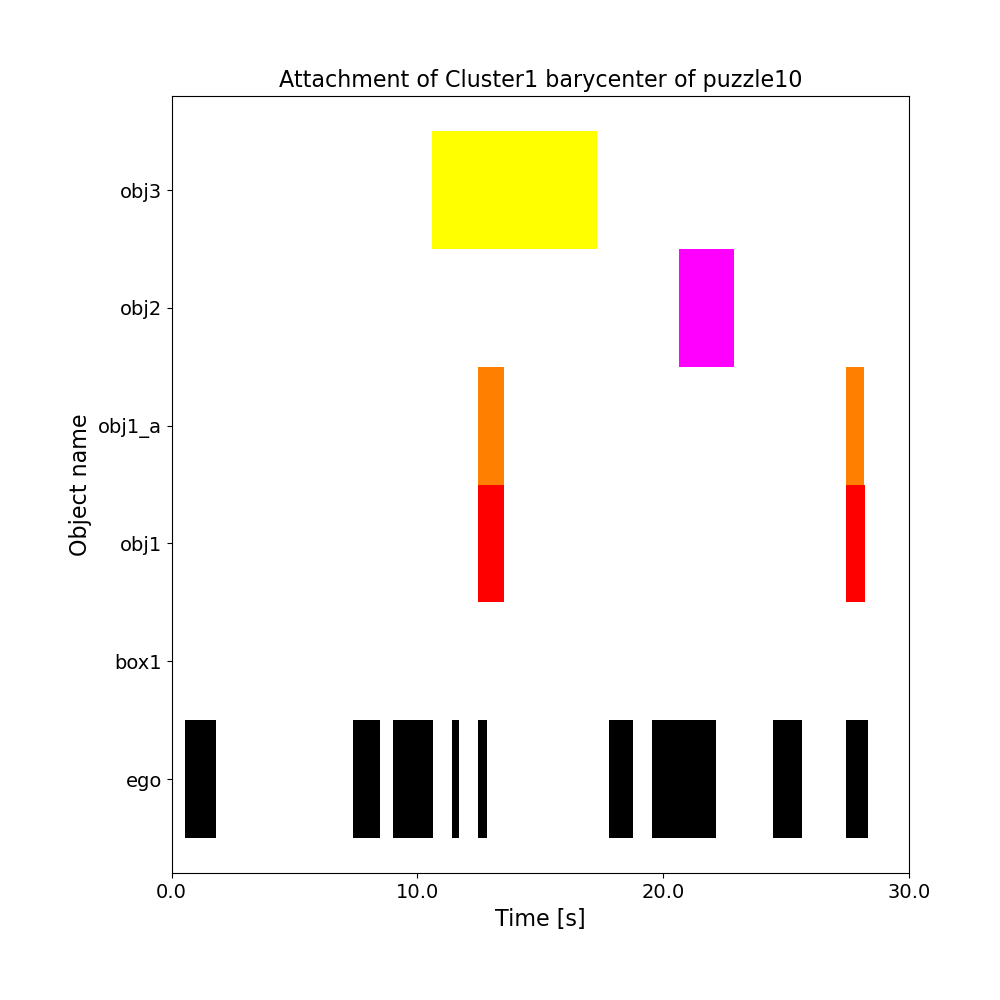 Attachment of Cluster1 barycenter of puzzle10
obj3
obj2
obj1_a
obj1
box1
ego
Object name
0.0 10.0 20.0 30.0
Time [s]